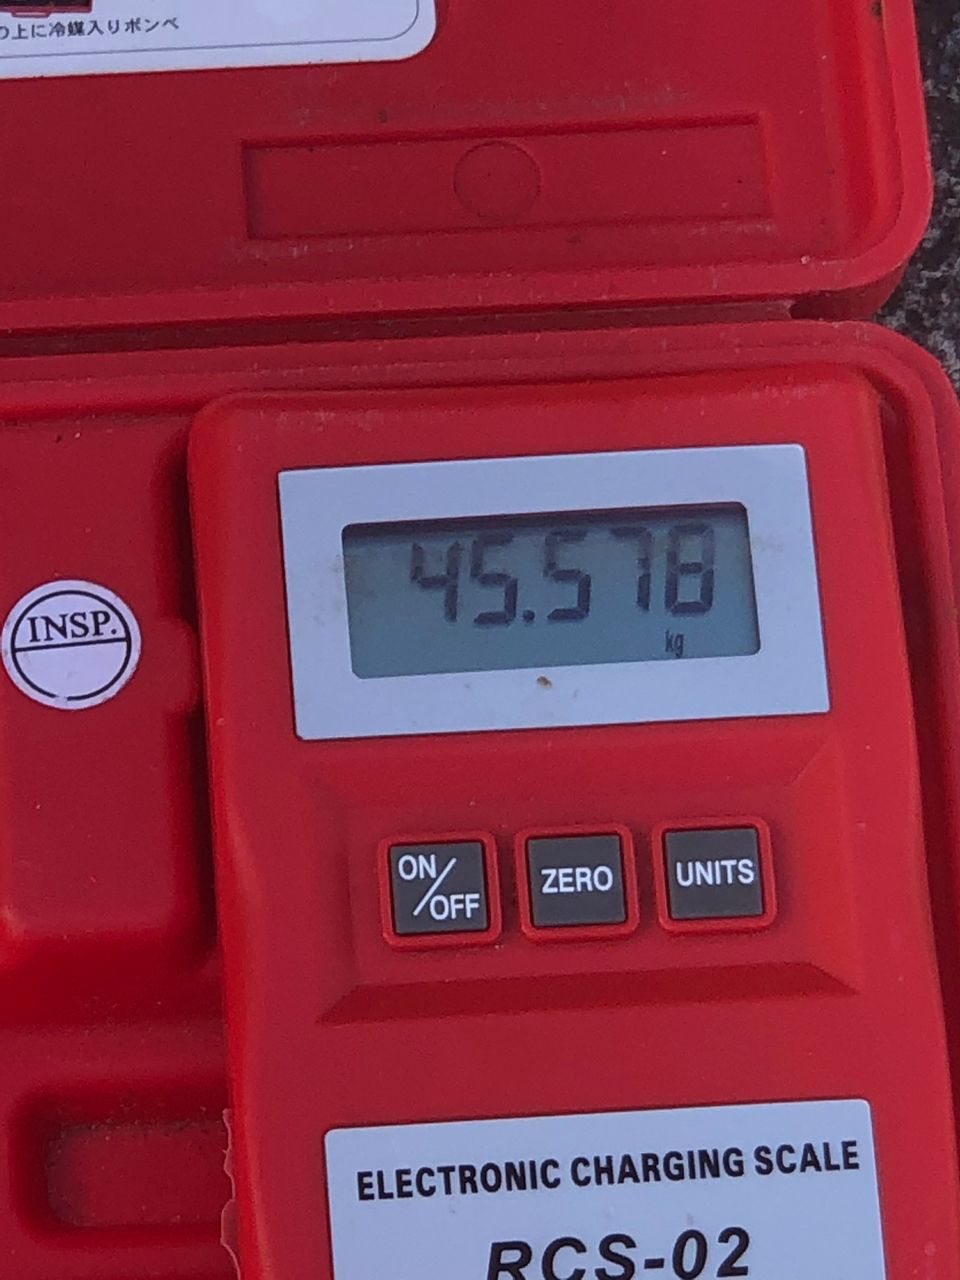 の上に冷媒入りボンベ
45.578
kg
INSP.
ON/OFF
ZERO
UNITS
ELECTRONIC CHARGING SCALE
RCS-02